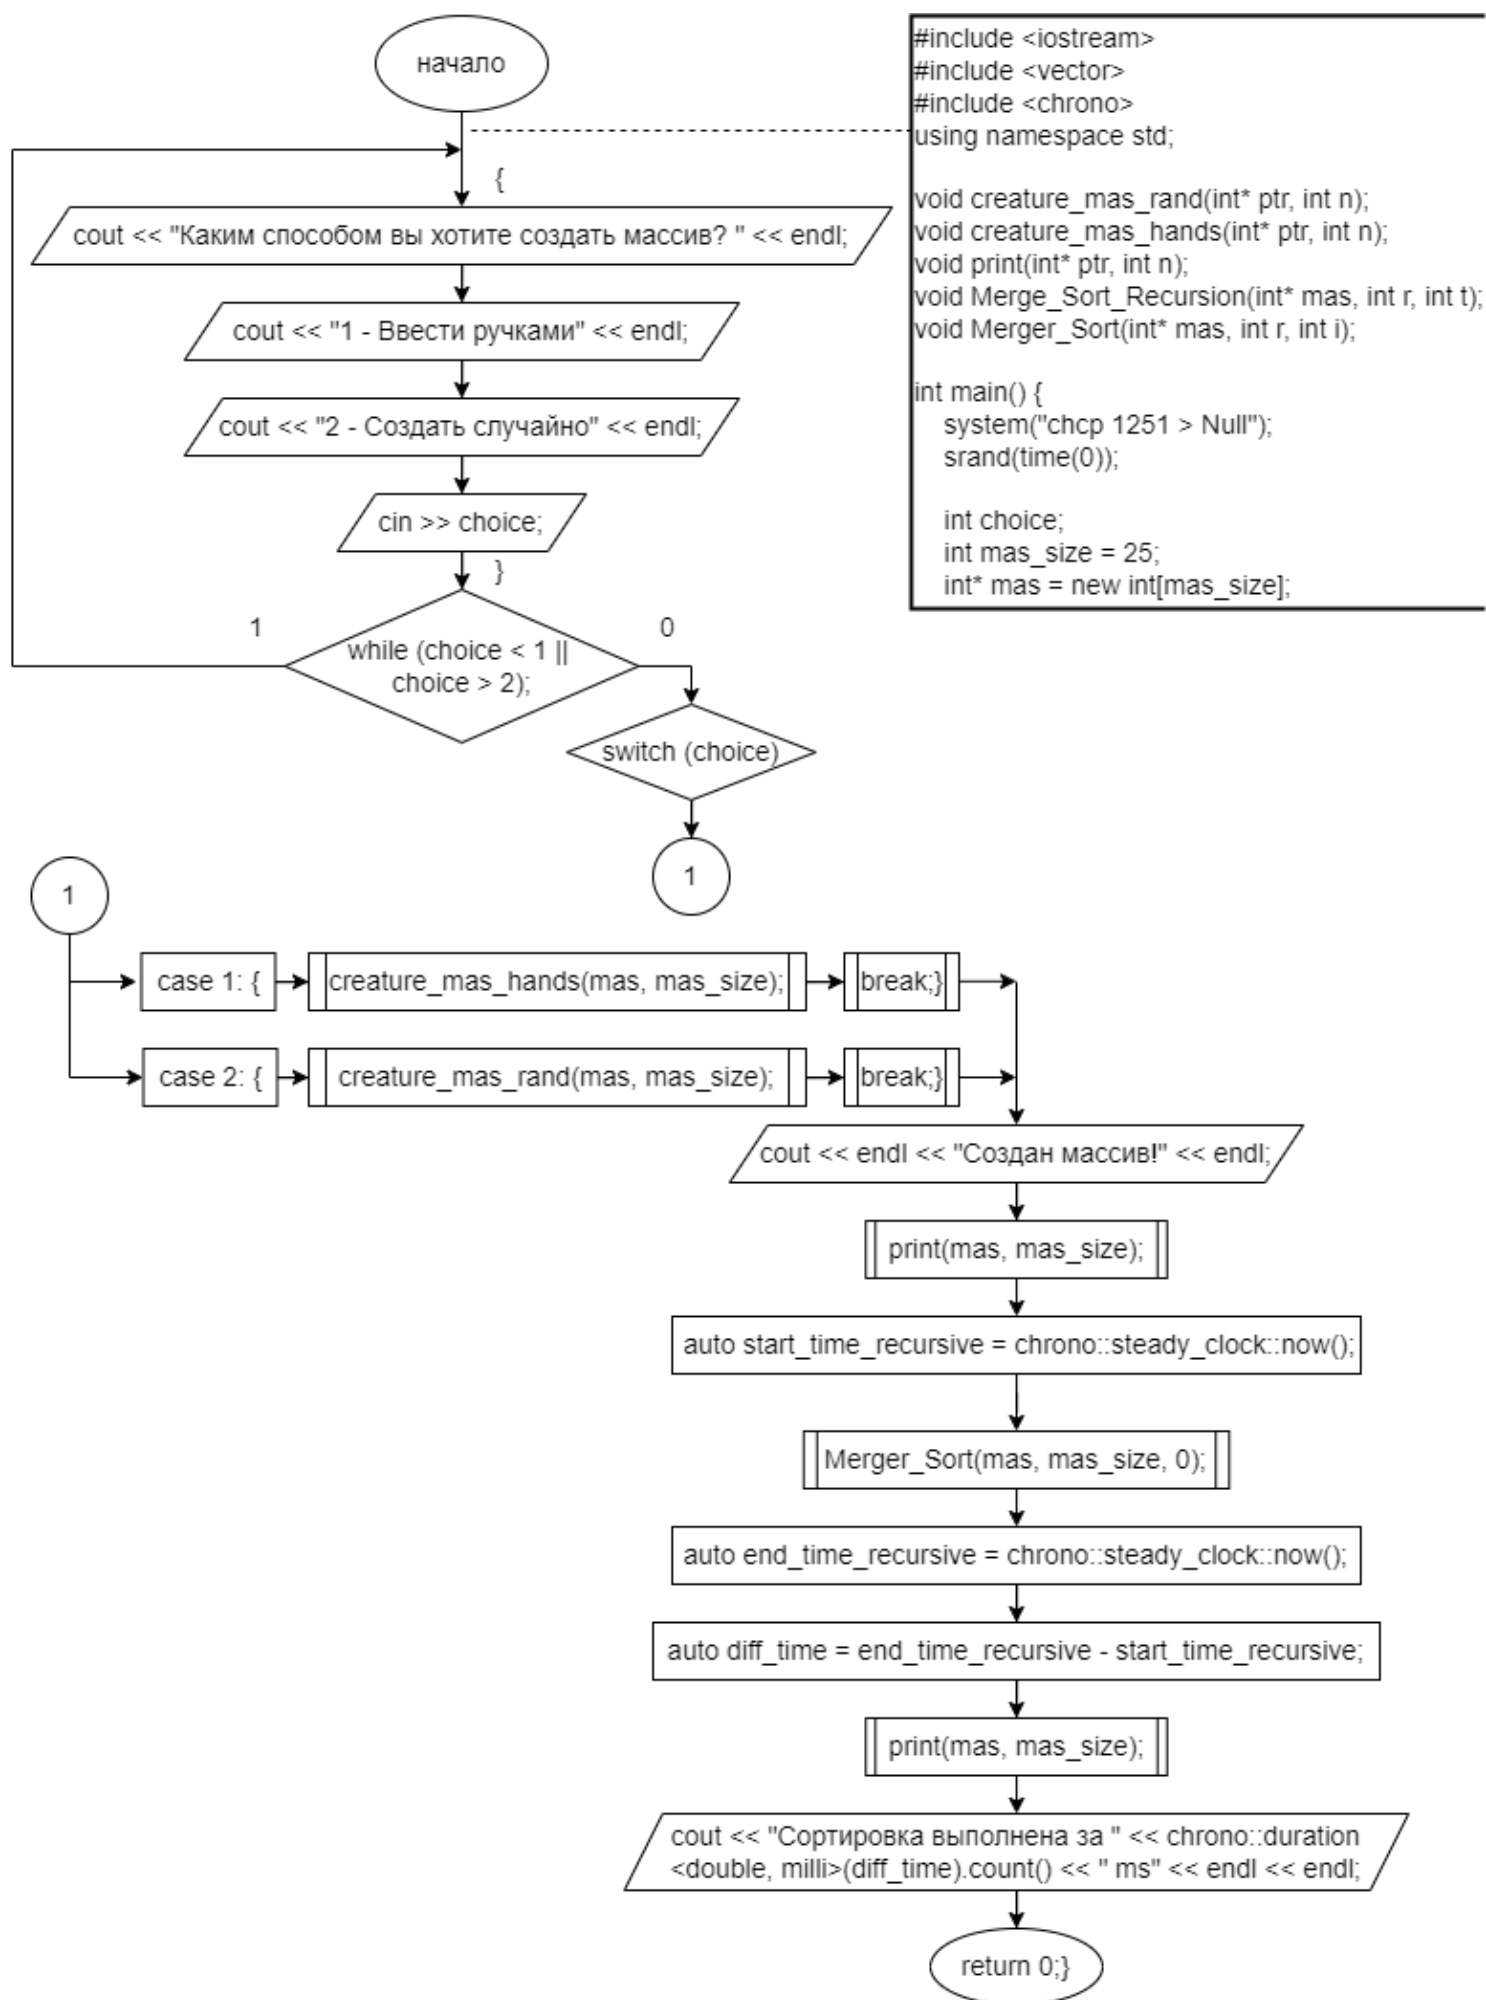 начало
#include <iostream>
#include <vector>
#include <chrono>
using namespace std;
void creature_mas_rand(int* ptr, int n);
void creature_mas_hands(int* ptr, int n);
void print(int* ptr, int n);
void Merge_Sort_Recursion(int* mas, int r, int t);
void Merger_Sort(int* mas, int r, int i);
int main() {
system("chcp 1251 > Null");
srand(time(0));
int choice;
int mas_size = 25;
int* mas = new int[mas_size];
{
cout << "Каким способом вы хотите создать массив? " << endl;
cout << "1 - Ввести ручками" << endl;
cout << "2 - Создать случайно" << endl;
cin >> choice;
}
1
0
while (choice < 1 ||
choice > 2);
switch (choice)
1
1
case 1: {
creature_mas_hands(mas, mas_size);
break;}
case 2: {
creature_mas_rand(mas, mas_size);
break;}
cout << endl << "Создан массив!" << endl;
print(mas, mas_size);
auto start_time_recursive = chrono::steady_clock::now();
Merger_Sort(mas, mas_size, 0);
auto end_time_recursive = chrono::steady_clock::now();
auto diff_time = end_time_recursive - start_time_recursive;
print(mas, mas_size);
cout << "Сортировка выполнена за " << chrono::duration
<double, milli>(diff_time).count() << " ms" << endl << endl;
return 0;}